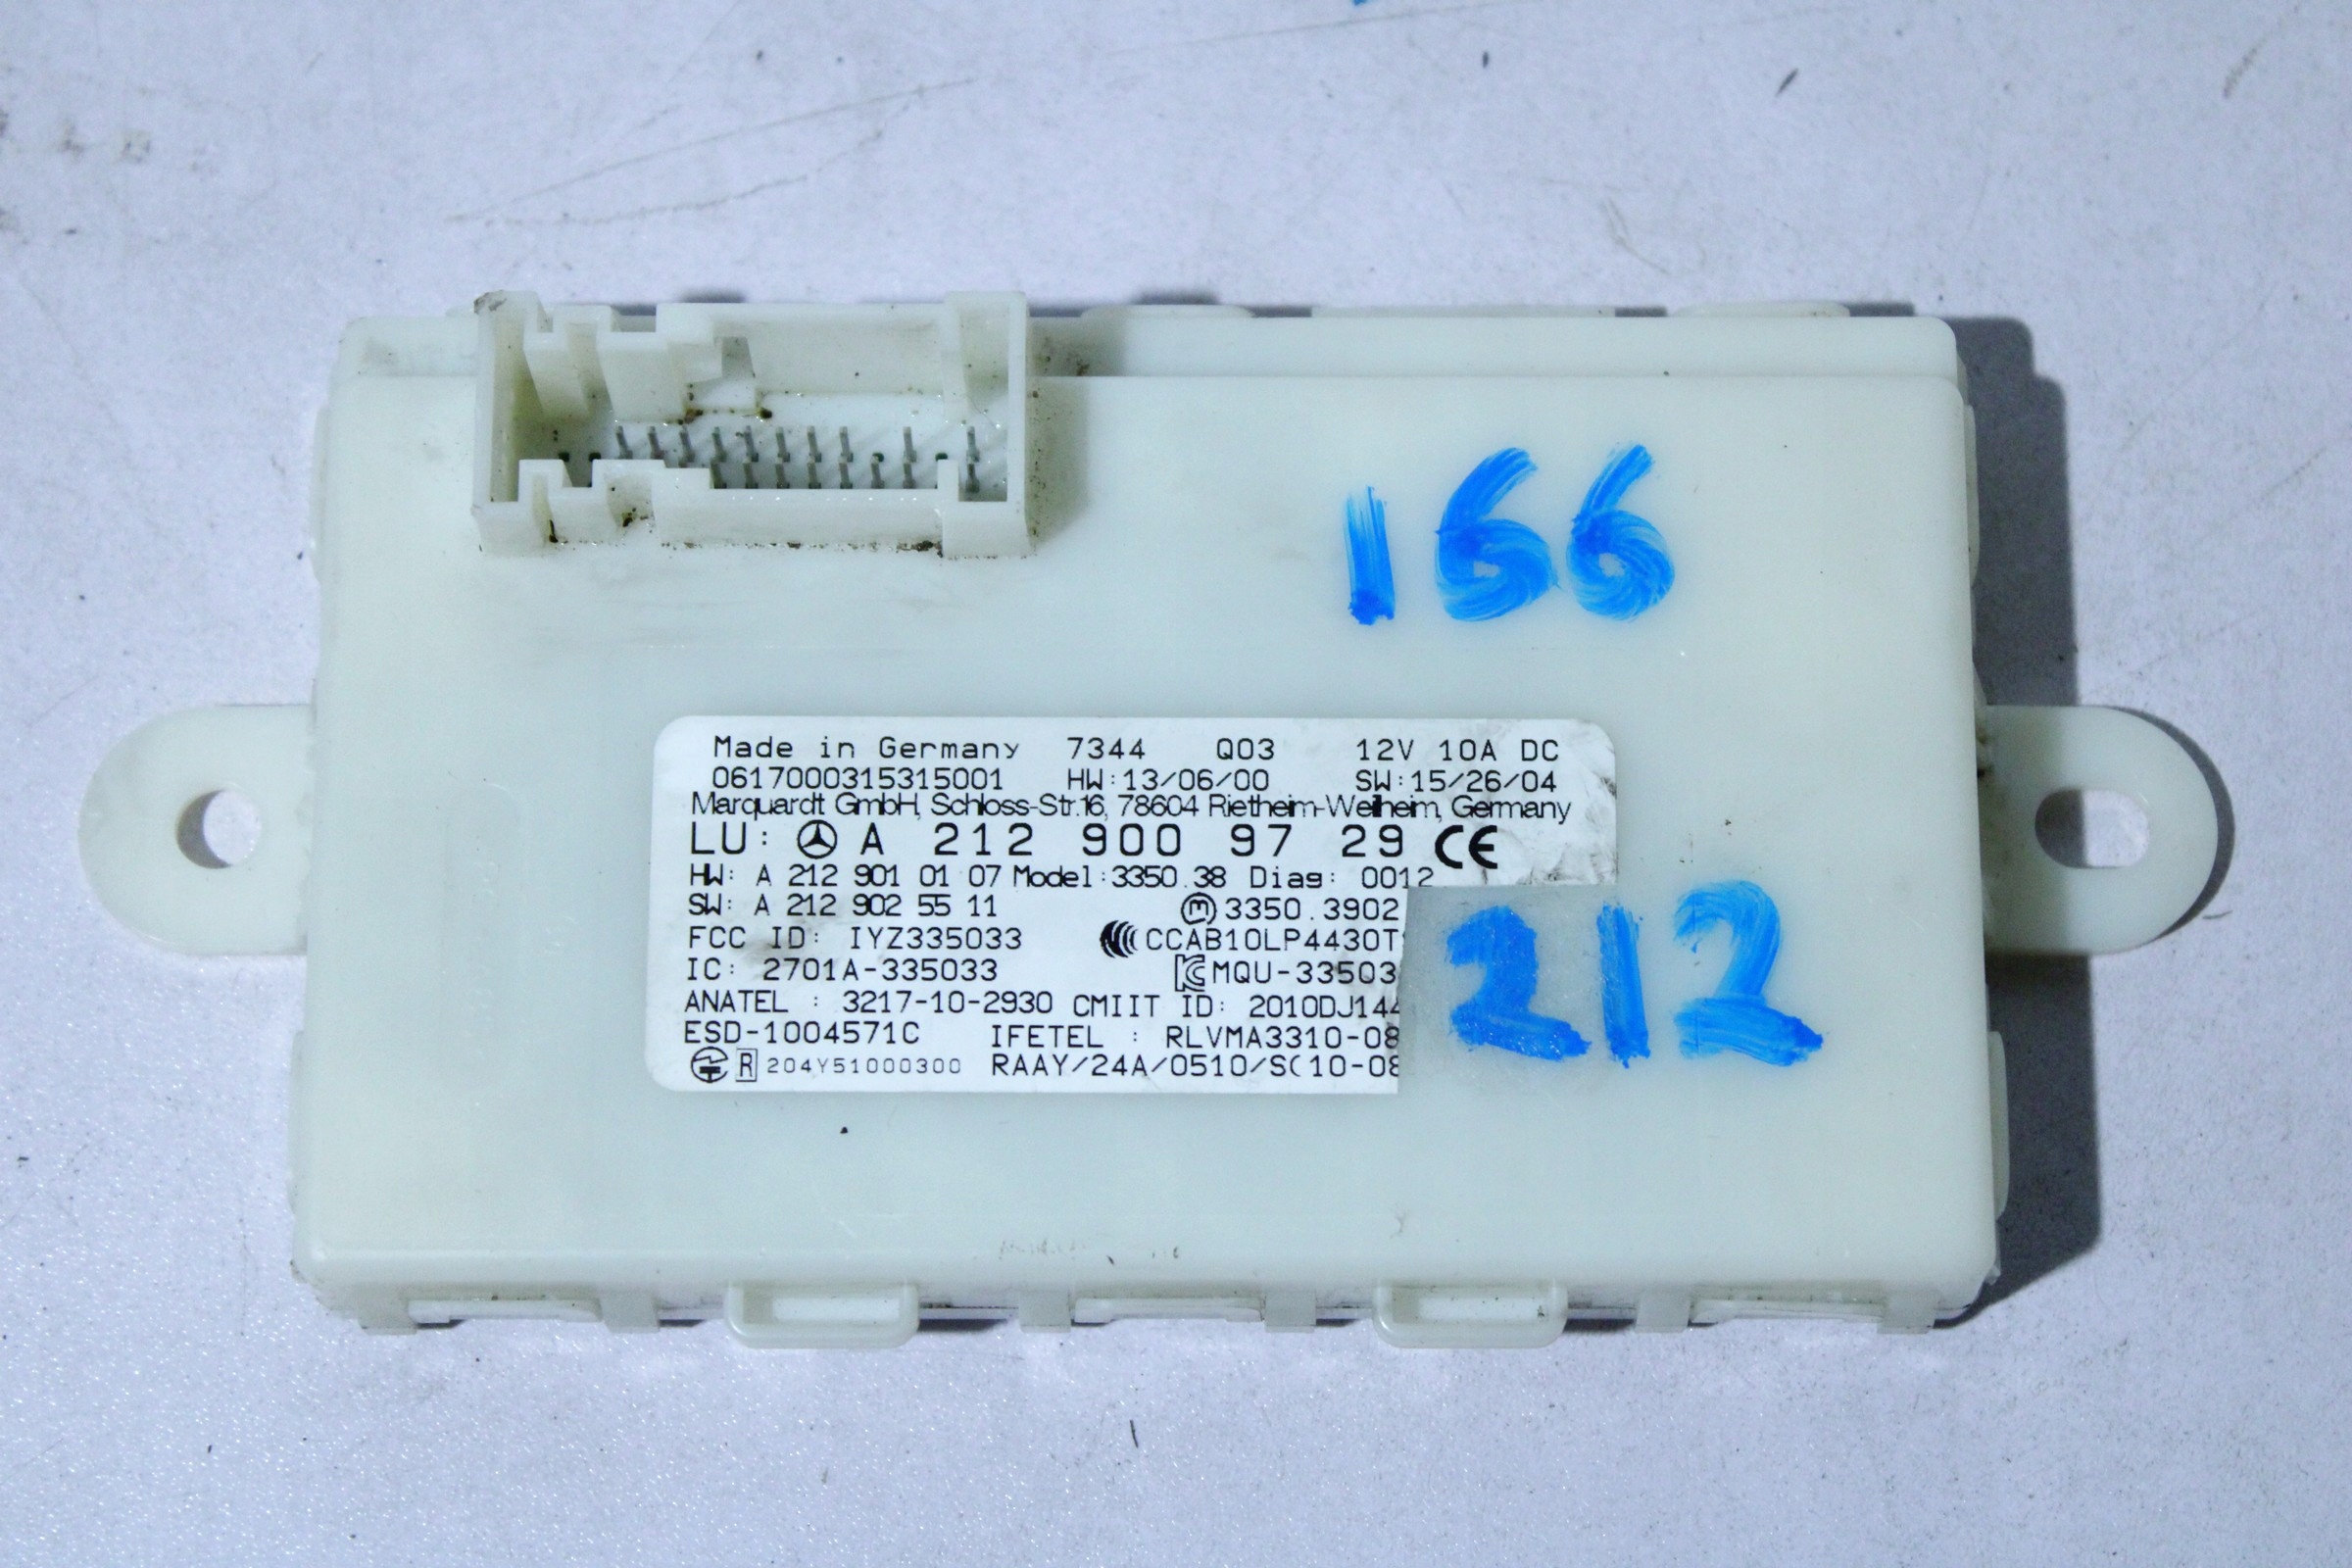 166
Made in Germany 7344 Q03 12V 10A DC
0617000315315001 HW:13/06/00 SW:15/26/04
Marquardt GmbH, Schloss-Str.16, 78604 Rietheim-Weilheim, Germany
LU: A 212 900 97 29 CE
HW: A 212 901 01 07 Model:3350.38 Diag: 0012
SW: A 212 902 55 11 m 3350.3902
FCC ID: IYZ335033 CCAB10LP4430T
IC: 2701A-335033 MQU-33503
ANATEL : 3217-10-2930 CMIIT ID: 2010DJ144
ESD-1004571C IFETEL : RLVMA3310-08
R 204Y51000300 RAAY/24A/0510/S(10-08
212